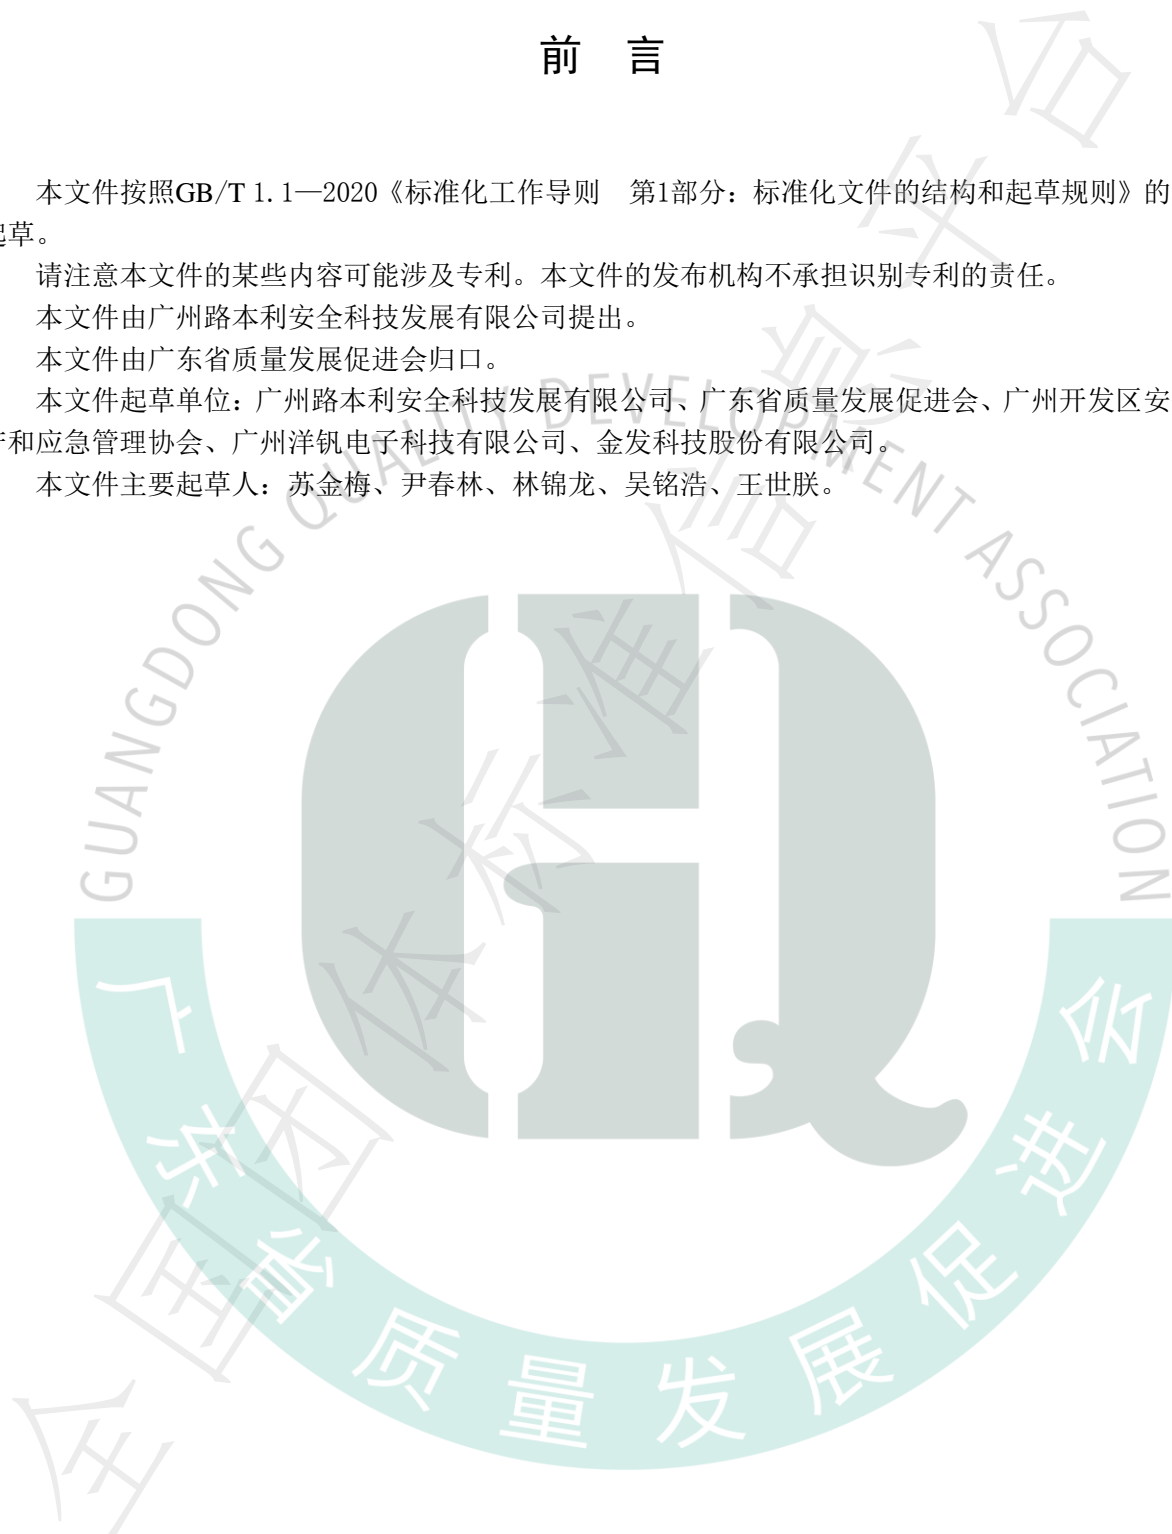 前 言
本文件按照GB/T 1.1—2020《标准化工作导则 第1部分：标准化文件的结构和起草规则》的
起草。
请注意本文件的某些内容可能涉及专利。本文件的发布机构不承担识别专利的责任。
本文件由广州路本利安全科技发展有限公司提出。
本文件由广东省质量发展促进会归口。
本文件起草单位：广州路本利安全科技发展有限公司、广东省质量发展促进会、广州开发区安
和应急管理协会、广州洋钒电子科技有限公司、金发科技股份有限公司。
本文件主要起草人：苏金梅、尹春林、林锦龙、吴铭浩、王世朕。
GUANGDONG QUALITY DEVELOPMENT ASSOCIATION
广东省质量发展促进会
全国团体标准信息平台